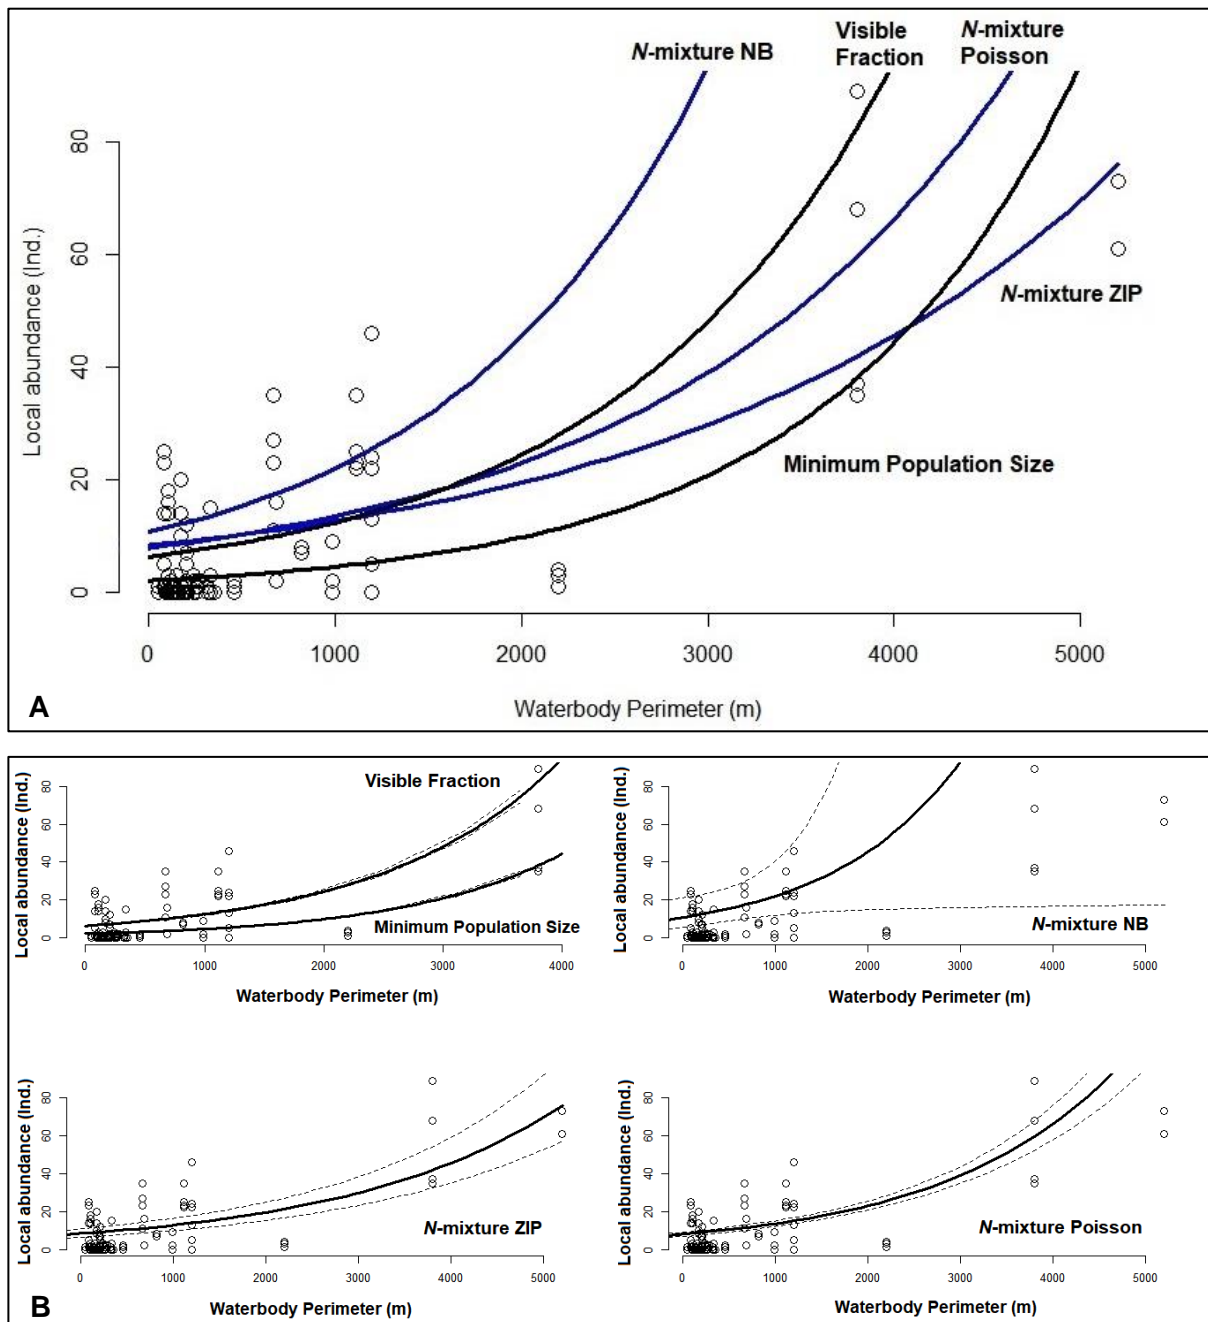 N-mixture NB
Visible
Fraction
N-mixture
Poisson
80
60
40
20
0
Local abundance (Ind.)
N-mixture ZIP
Minimum Population Size
0 1000 2000 3000 4000 5000
Waterbody Perimeter (m)
A
Local abundance (Ind.)
80
60
40
20
0
Visible Fraction
Minimum Population Size
0 1000 2000 3000 4000
Waterbody Perimeter (m)
Local abundance (Ind.)
80
60
40
20
0
N-mixture NB
0 1000 2000 3000 4000 5000
Waterbody Perimeter (m)
Local abundance (Ind.)
80
60
40
20
0
N-mixture ZIP
0 1000 2000 3000 4000 5000
Waterbody Perimeter (m)
Local abundance (Ind.)
80
60
40
20
0
N-mixture Poisson
0 1000 2000 3000 4000 5000
Waterbody Perimeter (m)
B